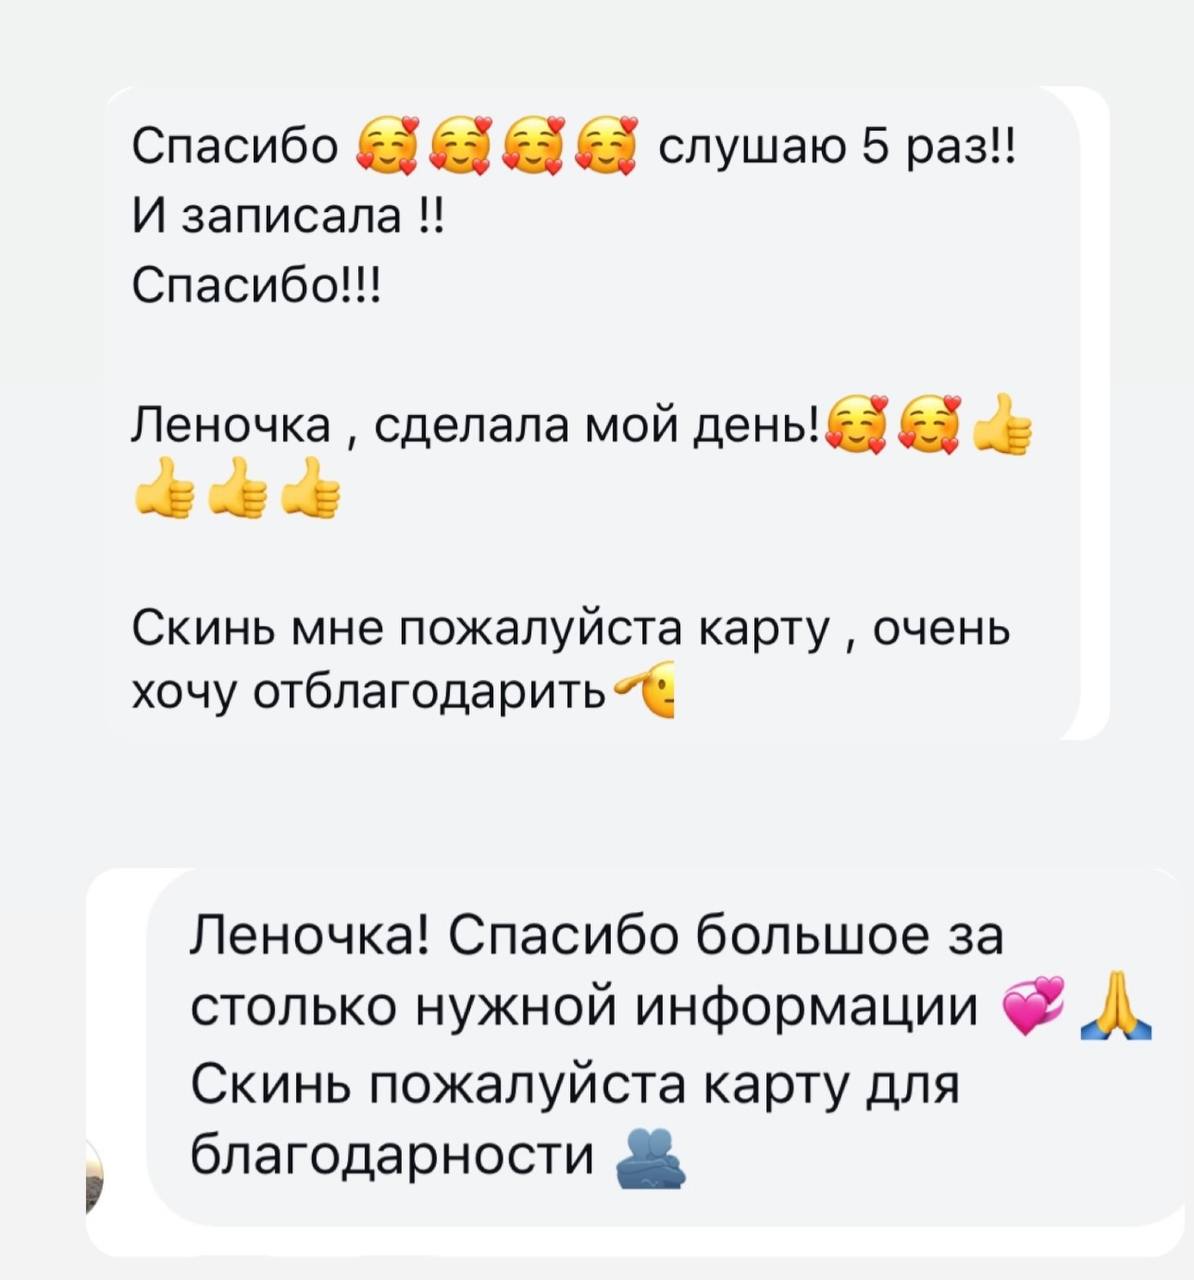 Спасибо 🥰🥰🥰🥰 слушаю 5 раз!!
И записала !!
Спасибо!!!
Леночка , сделала мой день!🥰🥰👍
👍👍👍
Скинь мне пожалуйста карту , очень
хочу отблагодарить🫡
Леночка! Спасибо большое за
столько нужной информации 💞🙏
Скинь пожалуйста карту для
благодарности 🫂